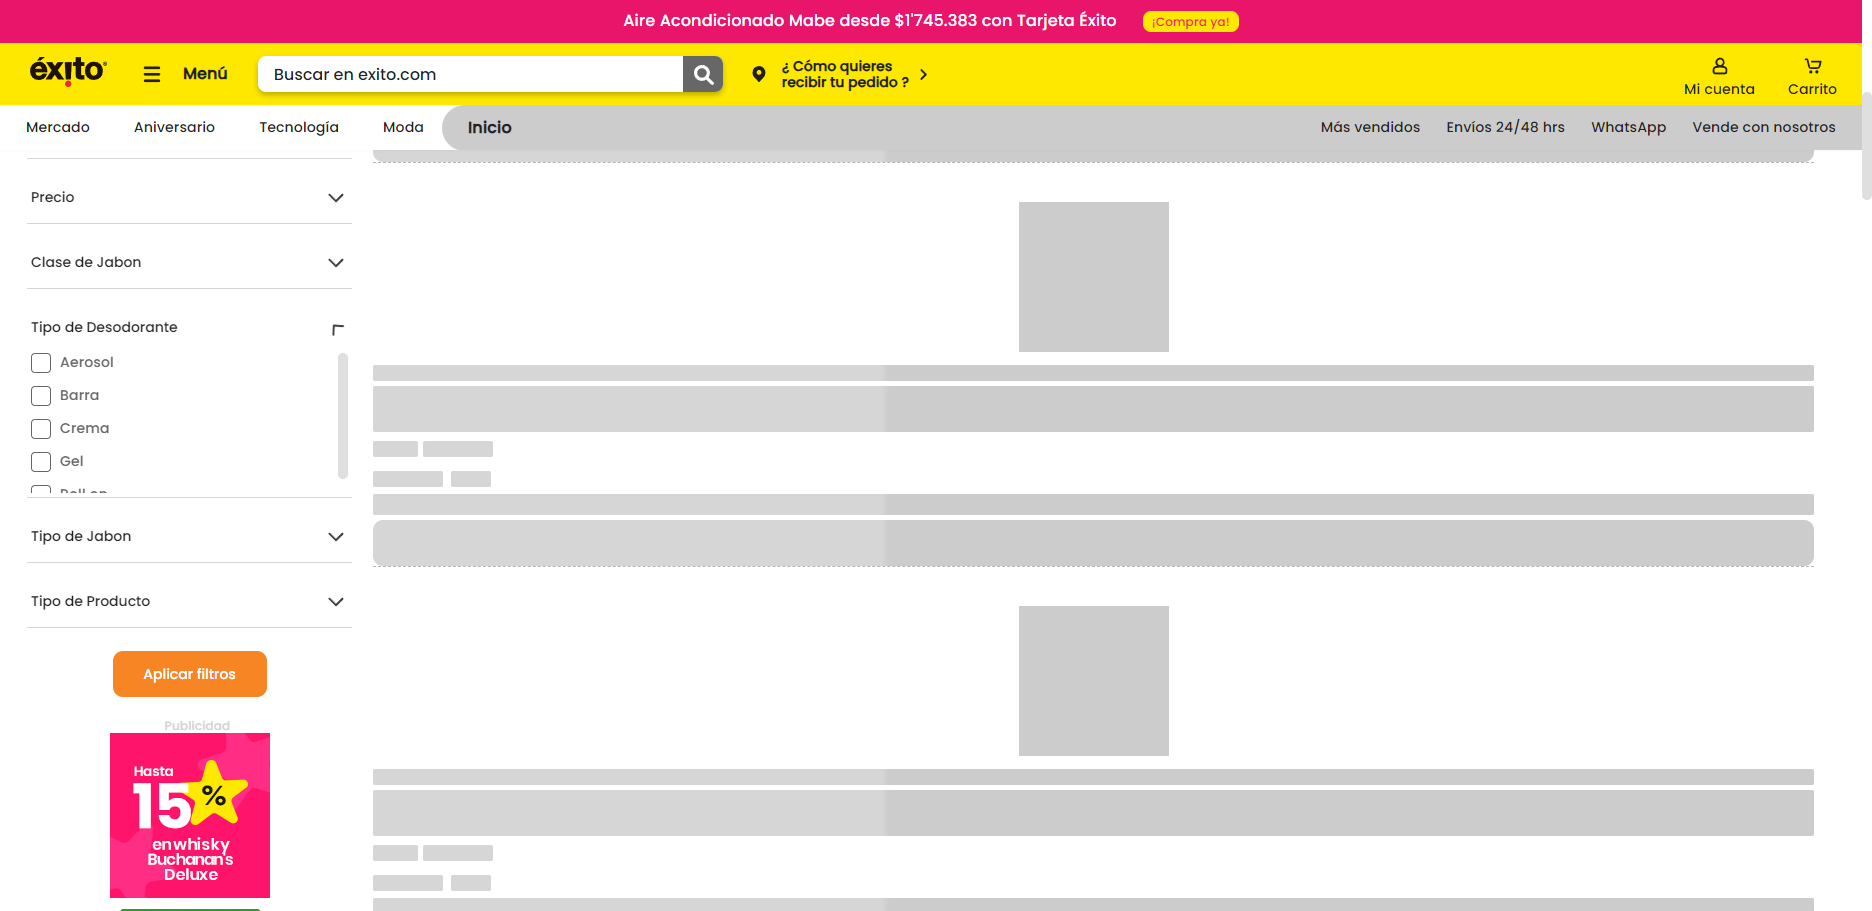 Aire Acondicionado Mabe desde $1'745.383 con Tarjeta Éxito
¡Compra ya!
éxito
Menú
Buscar en exito.com
¿ Cómo quieres
recibir tu pedido ?
Mi cuenta
Carrito
Mercado
Aniversario
Tecnología
Moda
Inicio
Más vendidos
Envíos 24/48 hrs
WhatsApp
Vende con nosotros
Precio
Clase de Jabon
Tipo de Desodorante
Aerosol
Barra
Crema
Gel
Tipo de Jabon
Tipo de Producto
Aplicar filtros
Publicidad
Hasta
15%
en whisky
Buchanan's
Deluxe